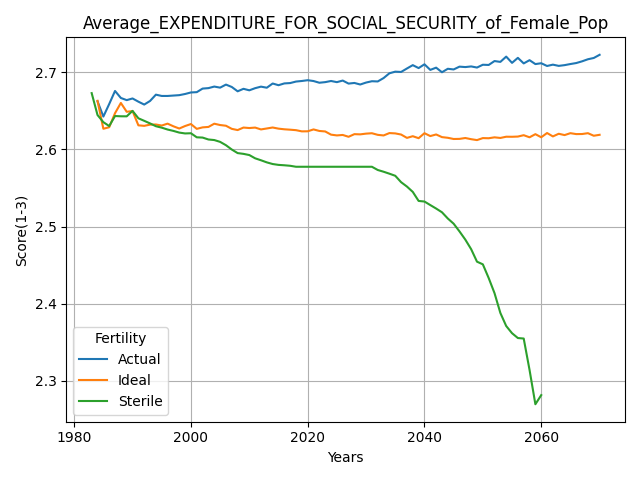 Average_EXPENDITURE_FOR_SOCIAL_SECURITY_of_Female_Pop
2.7
2.6
2.5
2.4
2.3
Score(1-3)
Fertility
Actual
Ideal
Sterile
1980 2000 2020 2040 2060
Years